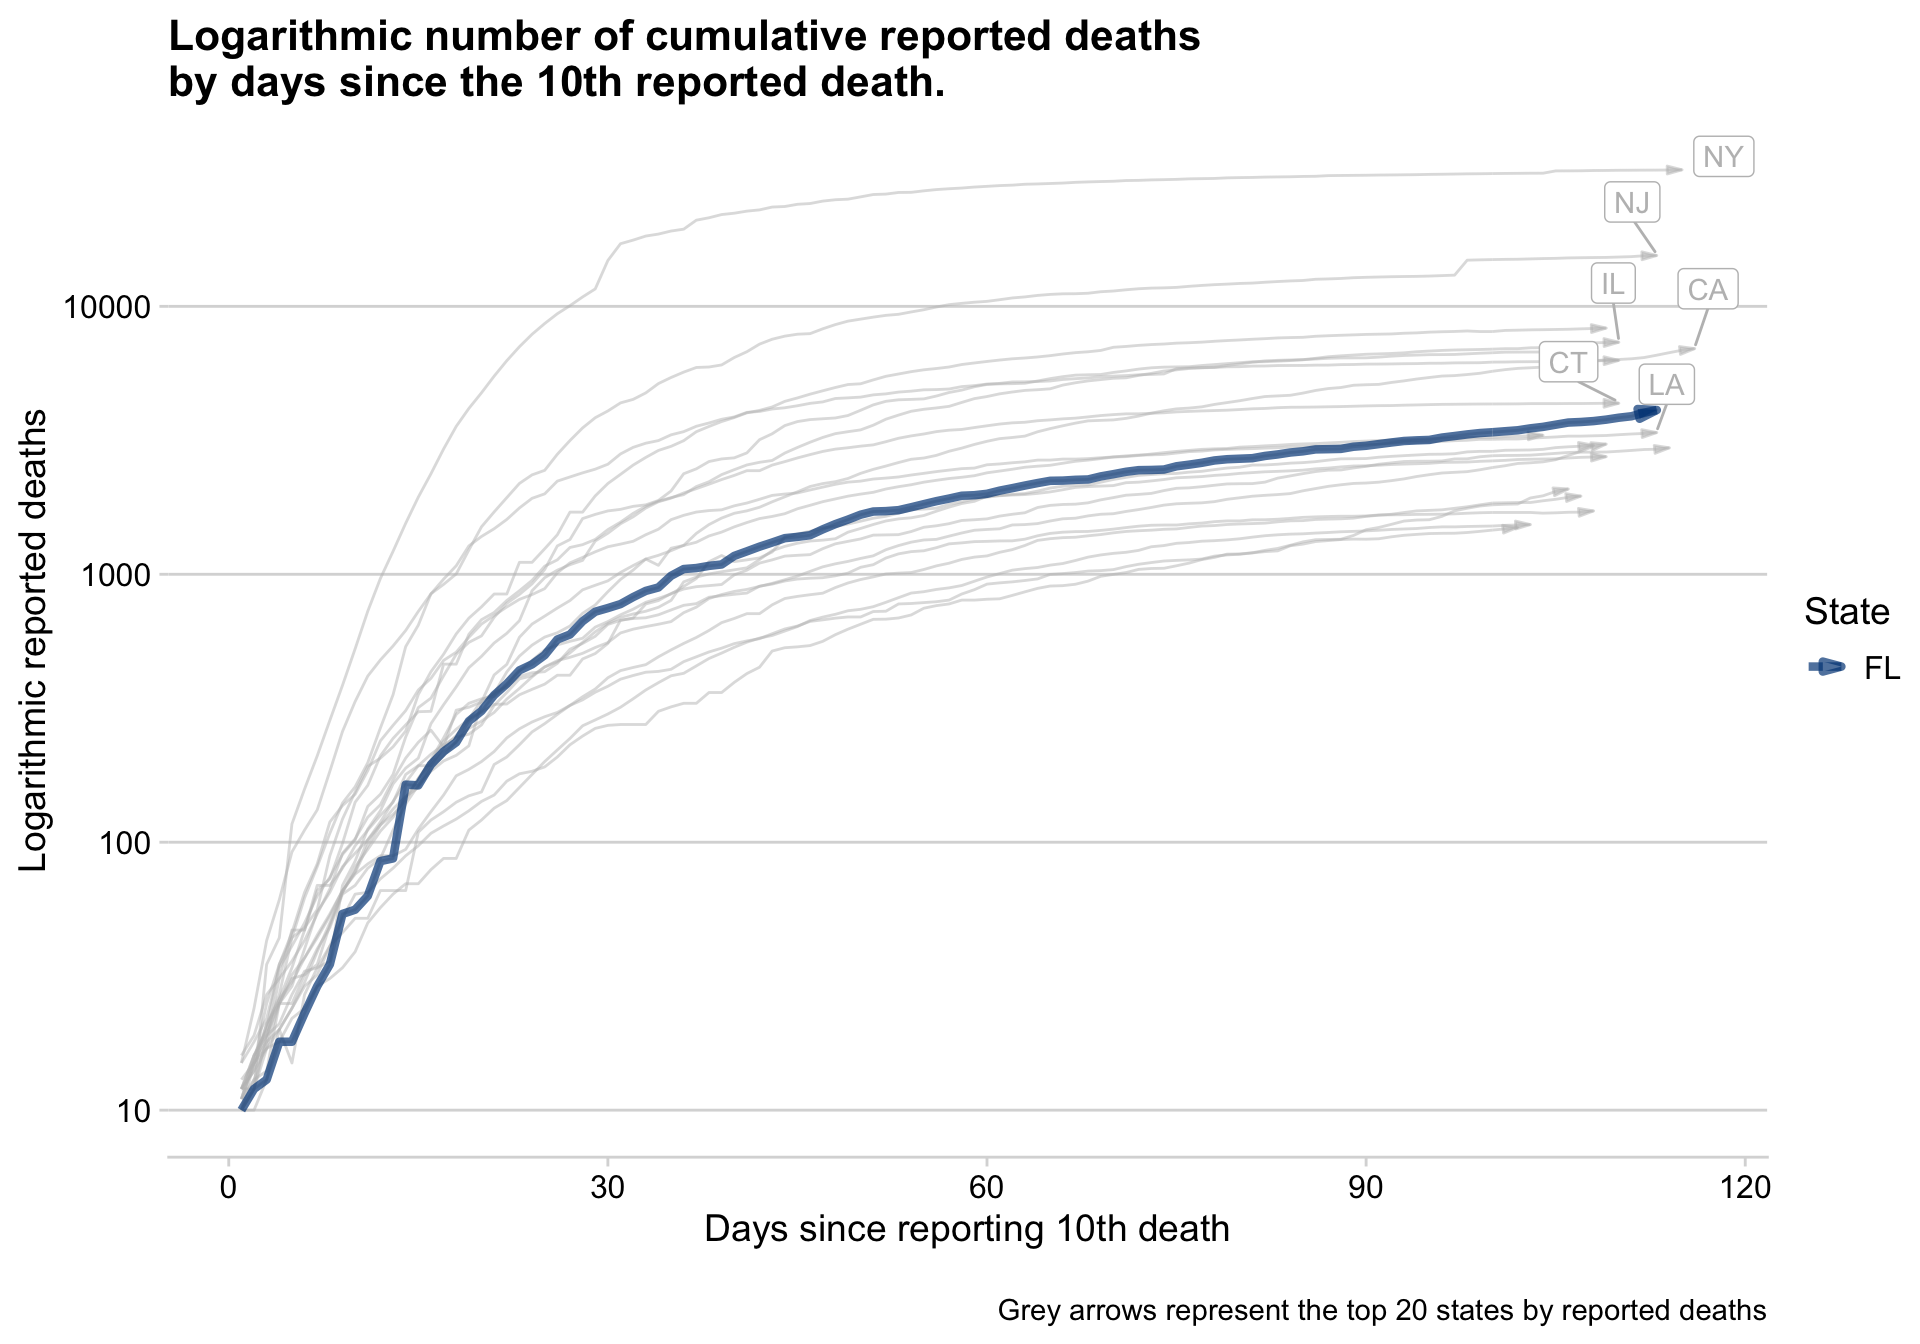 Logarithmic number of cumulative reported deaths
by days since the 10th reported death.
NY
NJ
IL
CA
CT
LA
10000
1000
100
10
Logarithmic reported deaths
0
30
60
90
120
Days since reporting 10th death
State
FL
Grey arrows represent the top 20 states by reported deaths